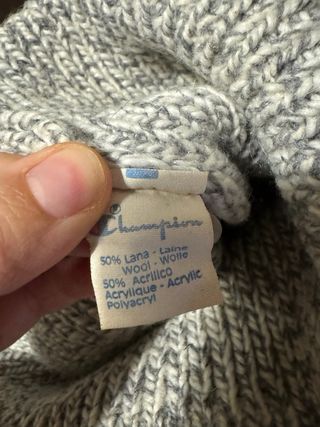 ® Champion
50% Lana - Laine
Wool - Wolle
50% Acrilico
Acrylique - Acrylic
Polyacryl